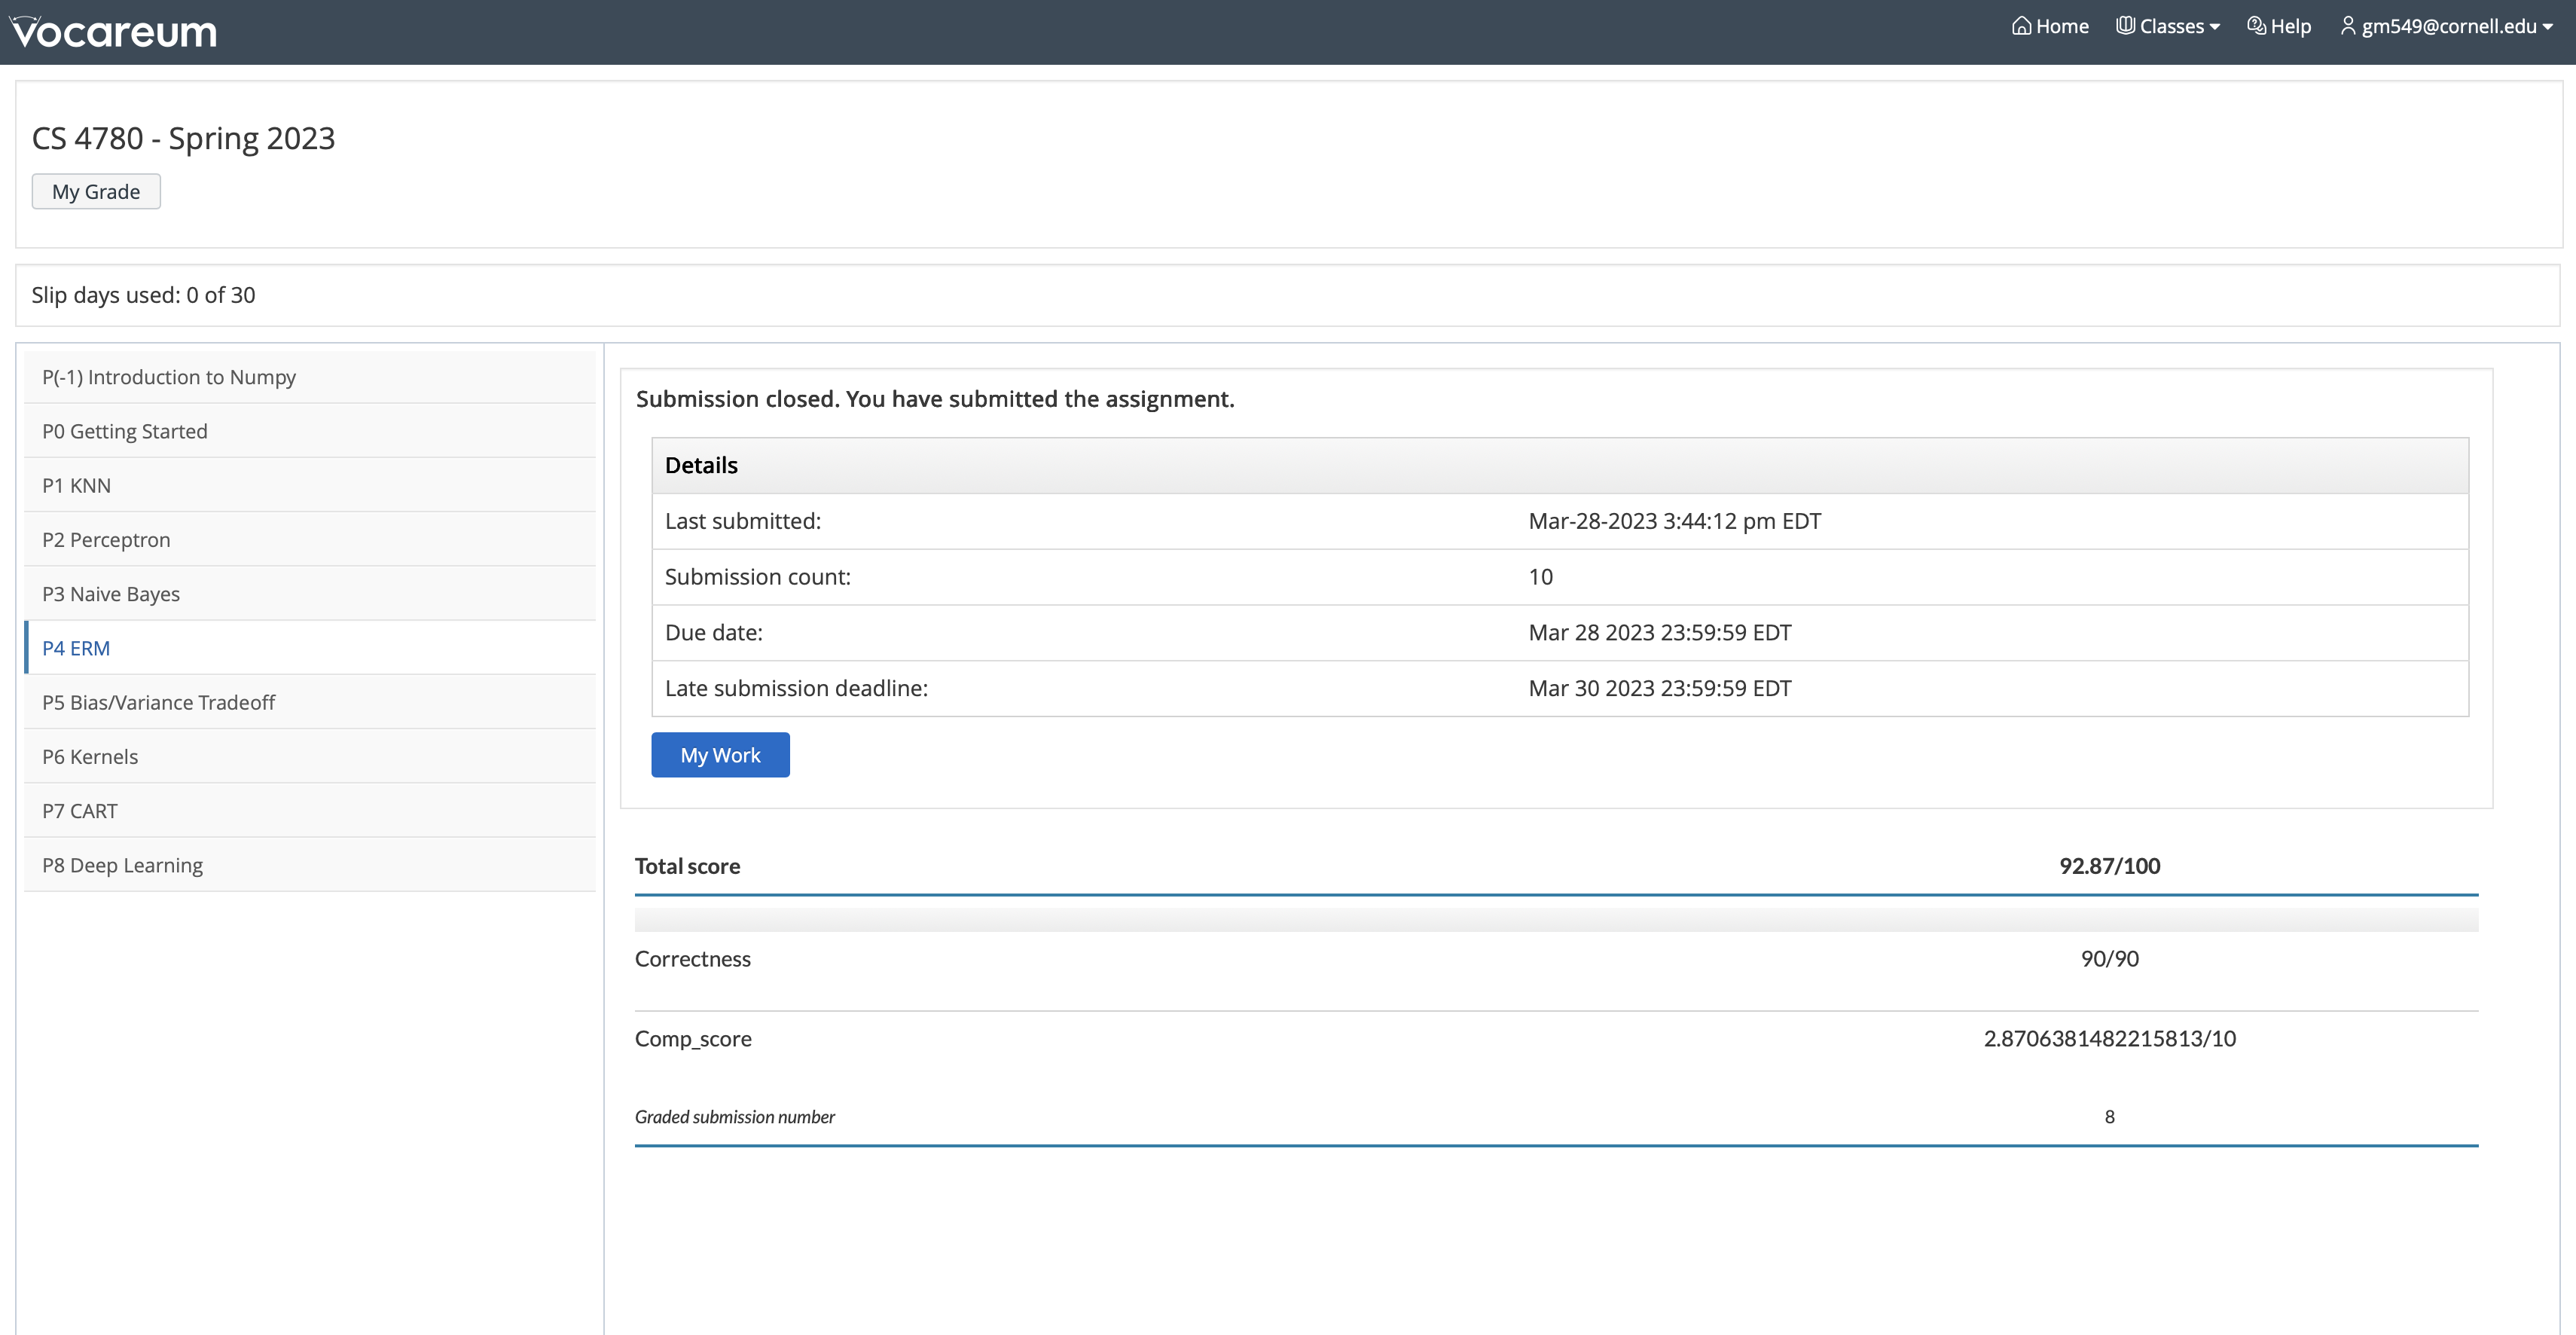 Vocareum
Home Classes Help gm549@cornell.edu
CS 4780 - Spring 2023
My Grade
Slip days used: 0 of 30
P(-1) Introduction to Numpy
P0 Getting Started
P1 KNN
P2 Perceptron
P3 Naive Bayes
P4 ERM
P5 Bias/Variance Tradeoff
P6 Kernels
P7 CART
P8 Deep Learning
Submission closed. You have submitted the assignment.
Details
Last submitted: Mar-28-2023 3:44:12 pm EDT
Submission count: 10
Due date: Mar 28 2023 23:59:59 EDT
Late submission deadline: Mar 30 2023 23:59:59 EDT
My Work
Total score 92.87/100
Correctness 90/90
Comp_score 2.8706381482215813/10
Graded submission number 8